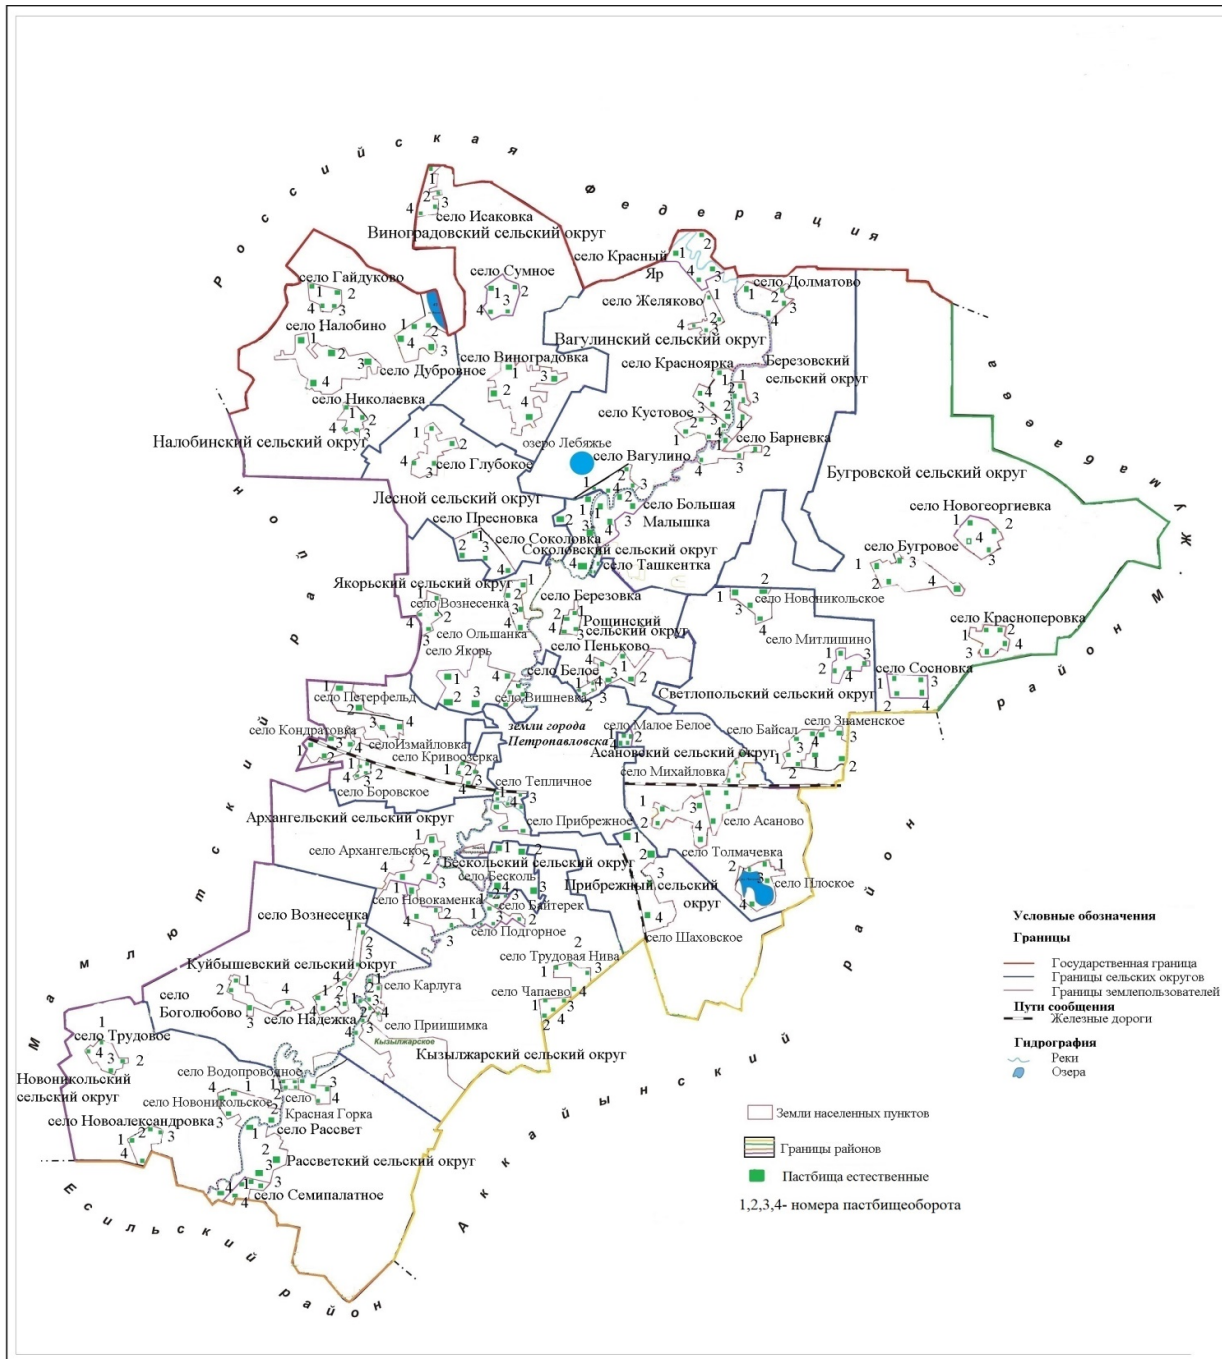 Российская Федерация
село Исаковка
Виноградовский сельский округ
село Красный
Яр
село Гайдуково
село Сумное
село Долматово
село Желяково
село Налобино
Вагулинский сельский округ
село Виноградовка
село Красноярка
Березовский
сельский округ
село Дубровное
село Николаевка
село Кустовое
Налобинский сельский округ
озеро Лебяжье
село Барневка
село Глубокое
село Вагулино
Бугровской сельский округ
Лесной сельский округ
село Большая
Малышка
село Новогеоргиевка
село Пресновка
село Соколовка
Соколовский сельский округ
село Бугровое
село Ташкентка
Якорьский сельский округ
село Березовка
село Новоникольское
село Вознесенка
Рощинский
сельский округ
село Красноперовка
село Ольшанка
село Митлишино
село Пеньково
село Якорь
село Белое
село Сосновка
село Петерфельд
село Вишневка
Светлопольский сельский округ
земли города
Петропавловска
село Малое Белое
село Байсал
село Знаменское
село Кондратовка
село Измайловка
Асановский сельский округ
село Кривоозерка
село Михайловка
село Боровское
село Тепличное
Архангельский сельский округ
село Прибрежное
село Асаново
село Архангельское
село Толмачевка
Бескольский сельский округ
село Бесколь
Прибрежный сельский
округ
село Плоское
село Новокаменка
село Байтерек
село Вознесенка
село Подгорное
село Шаховское
село Трудовая Нива
Куйбышевский сельский округ
село Карлуга
село Чапаево
село
Боголюбово
село Надежка
село Приишимка
Кызылжарское
село Трудовое
Кызылжарский сельский округ
Новоникольский
сельский округ
село Водопроводное
село
Красная Горка
село Новоникольское
село Новоалександровка
село Рассвет
Рассветский сельский округ
село Семипалатное
Мамлютский район
Есильский район
Аккайынский район
район М. Жумабаева
Условные обозначения
Границы
Государственная граница
Границы сельских округов
Границы землепользователей
Пути сообщения
Железные дороги
Гидрография
Реки
Озера
Земли населенных пунктов
Границы районов
Пастбища естественные
1,2,3,4- номера пастбищеоборота